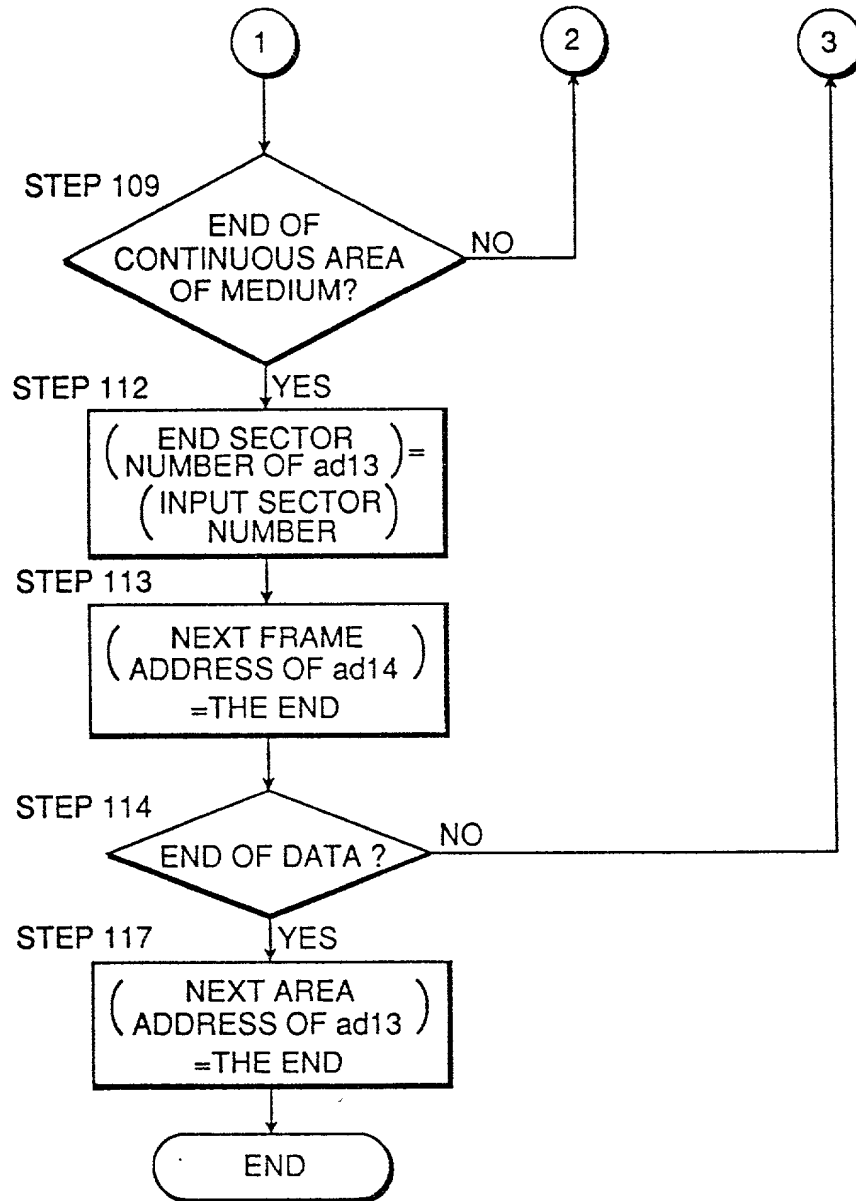 1
2
3
STEP 109
END OF
CONTINUOUS AREA
OF MEDIUM?
NO
STEP 112
YES
(END SECTOR
NUMBER OF ad13)=
(INPUT SECTOR
NUMBER)
STEP 113
(NEXT FRAME
ADDRESS OF ad14)
=THE END
STEP 114
END OF DATA ?
NO
STEP 117
YES
(NEXT AREA
ADDRESS OF ad13)
=THE END
END